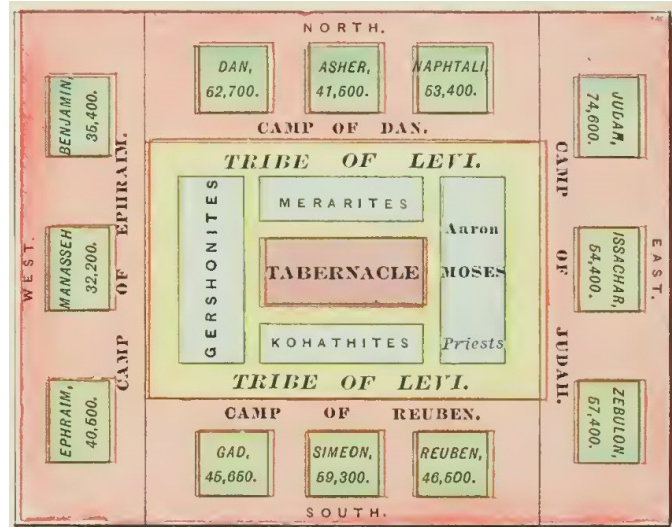 NORTH.
DAN,
62,700.
ASHER,
41,500.
NAPHTALI,
53,400.
CAMP OF DAN.
BENJAMIN,
35,400.
MANASSEH
32,200.
EPHRAIM,
40,500.
WEST.
CAMP OF EPHRAIM.
TRIBE OF LEVI.
GERSHONITES
MERARITES
TABERNACLE
KOHATHITES
Aaron
MOSES
Priests
TRIBE OF LEVI.
JUDAH,
74,600.
ISSACHAR,
54,400.
ZEBULON,
57,400.
CAMP OF JUDAH.
EAST.
CAMP OF REUBEN.
GAD,
45,650.
SIMEON,
59,300.
REUBEN,
46,500.
SOUTH.